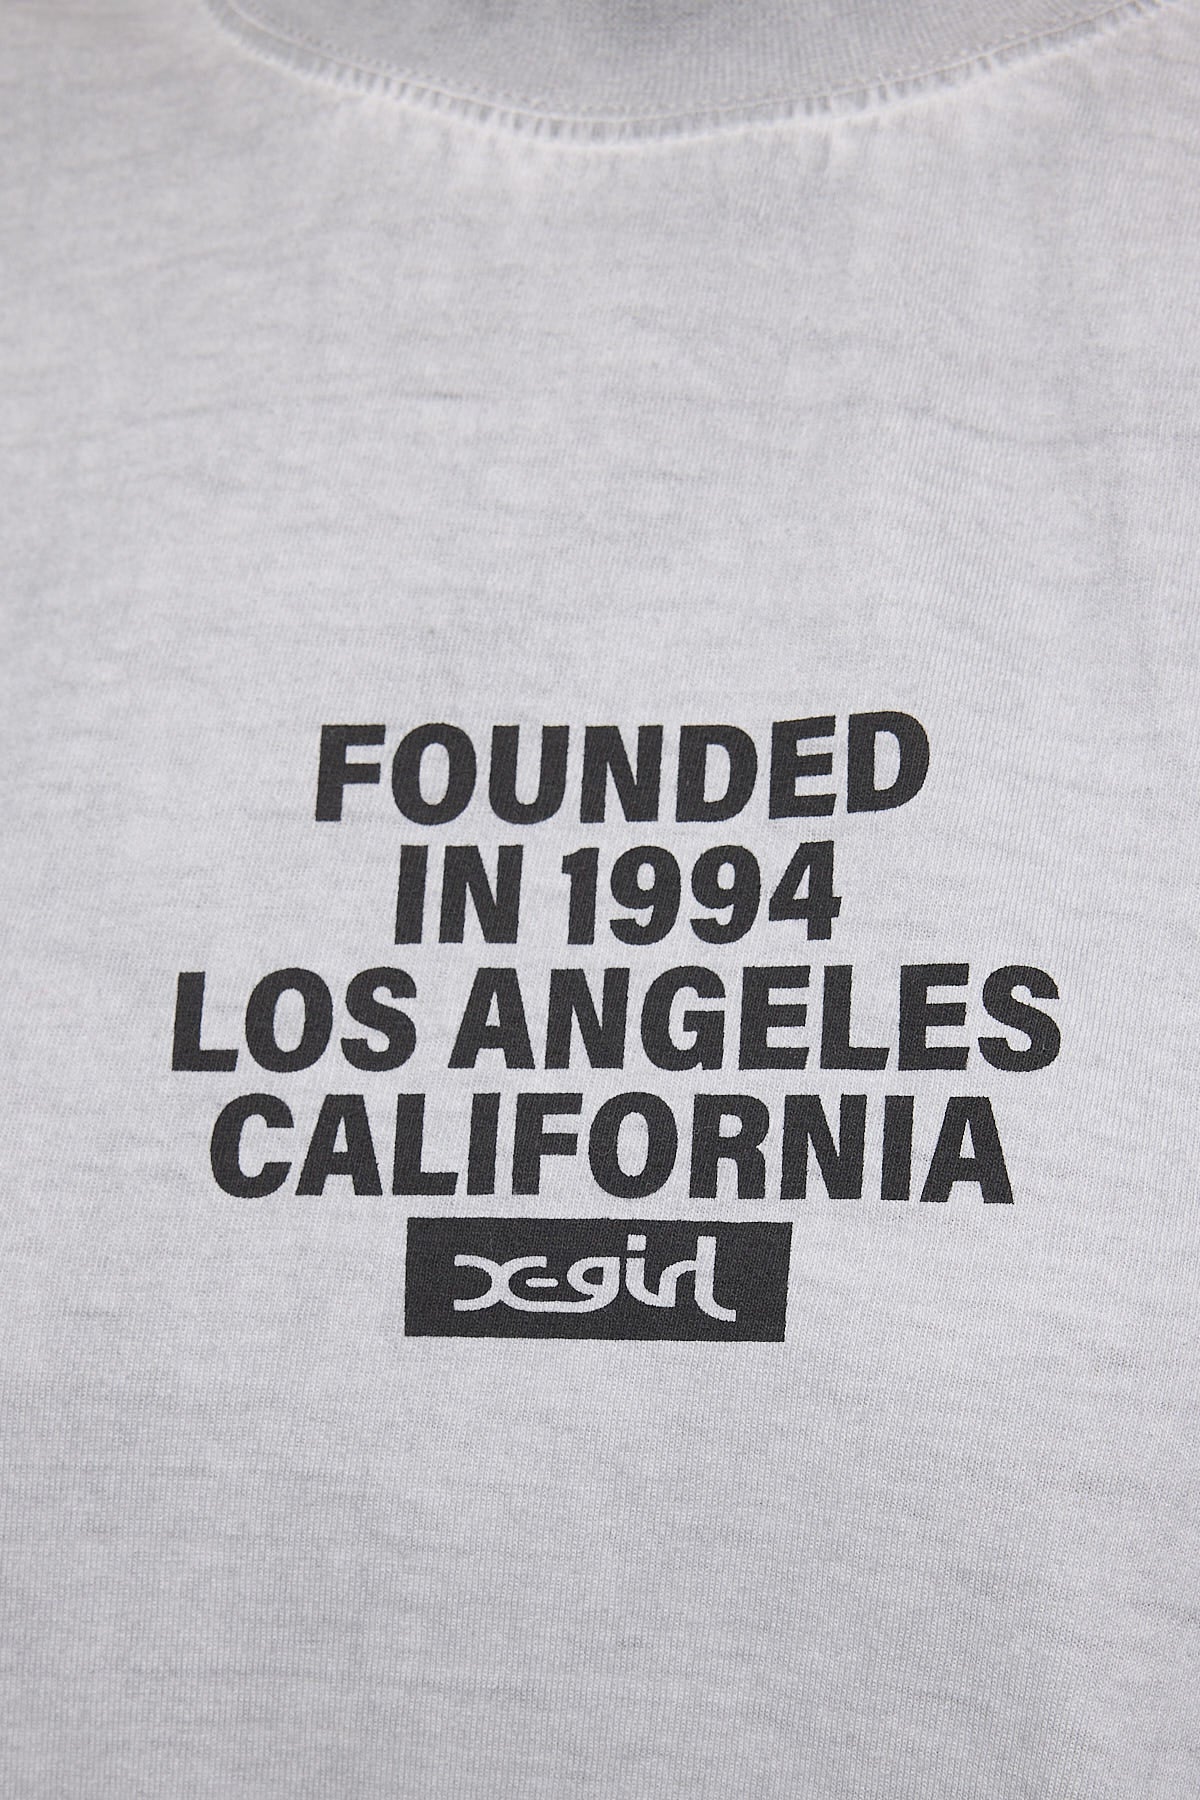 FOUNDED
IN 1994
LOS ANGELES
CALIFORNIA
X-girl